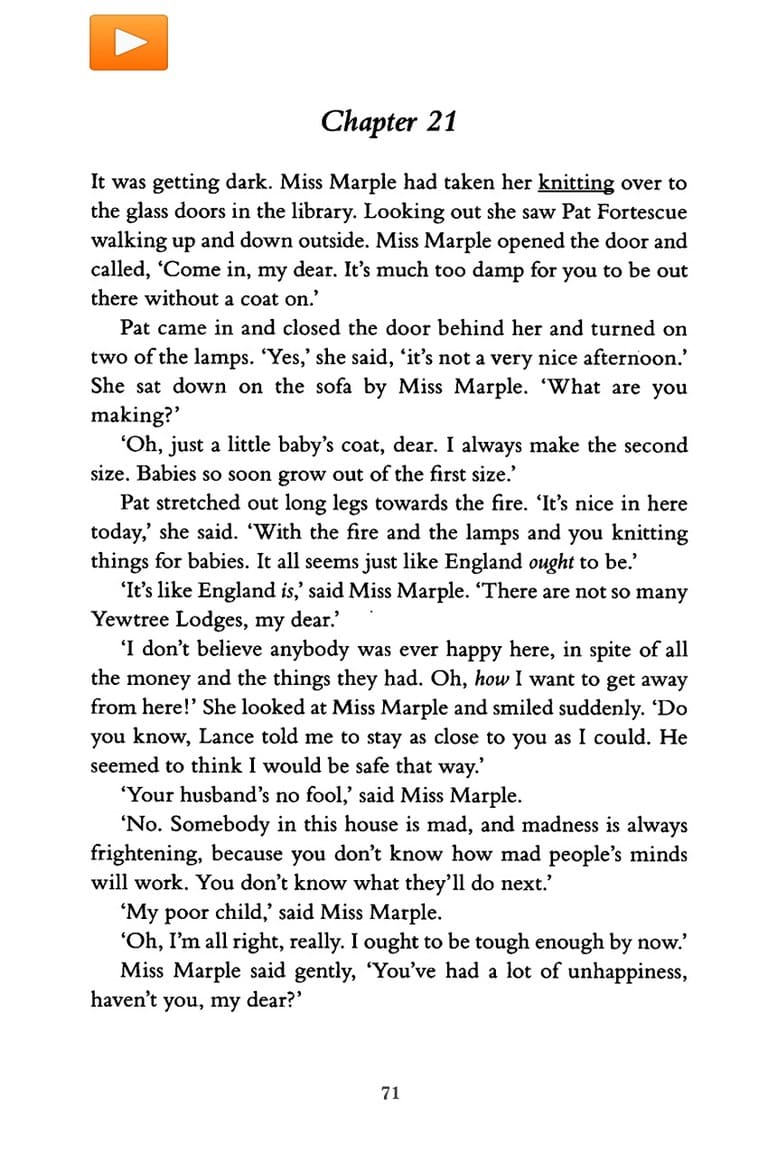 Chapter 21
It was getting dark. Miss Marple had taken her knitting over to
the glass doors in the library. Looking out she saw Pat Fortescue
walking up and down outside. Miss Marple opened the door and
called, ‘Come in, my dear. It’s much too damp for you to be out
there without a coat on.’
Pat came in and closed the door behind her and turned on
two of the lamps. ‘Yes,’ she said, ‘it’s not a very nice afternoon.’
She sat down on the sofa by Miss Marple. ‘What are you
making?’
‘Oh, just a little baby’s coat, dear. I always make the second
size. Babies so soon grow out of the first size.’
Pat stretched out long legs towards the fire. ‘It’s nice in here
today,’ she said. ‘With the fire and the lamps and you knitting
things for babies. It all seems just like England ought to be.’
‘It’s like England is,’ said Miss Marple. ‘There are not so many
Yewtree Lodges, my dear.’
‘I don’t believe anybody was ever happy here, in spite of all
the money and the things they had. Oh, how I want to get away
from here!’ She looked at Miss Marple and smiled suddenly. ‘Do
you know, Lance told me to stay as close to you as I could. He
seemed to think I would be safe that way.’
‘Your husband’s no fool,’ said Miss Marple.
‘No. Somebody in this house is mad, and madness is always
frightening, because you don’t know how mad people’s minds
will work. You don’t know what they’ll do next.’
‘My poor child,’ said Miss Marple.
‘Oh, I’m all right, really. I ought to be tough enough by now.’
Miss Marple said gently, ‘You’ve had a lot of unhappiness,
haven’t you, my dear?’
71